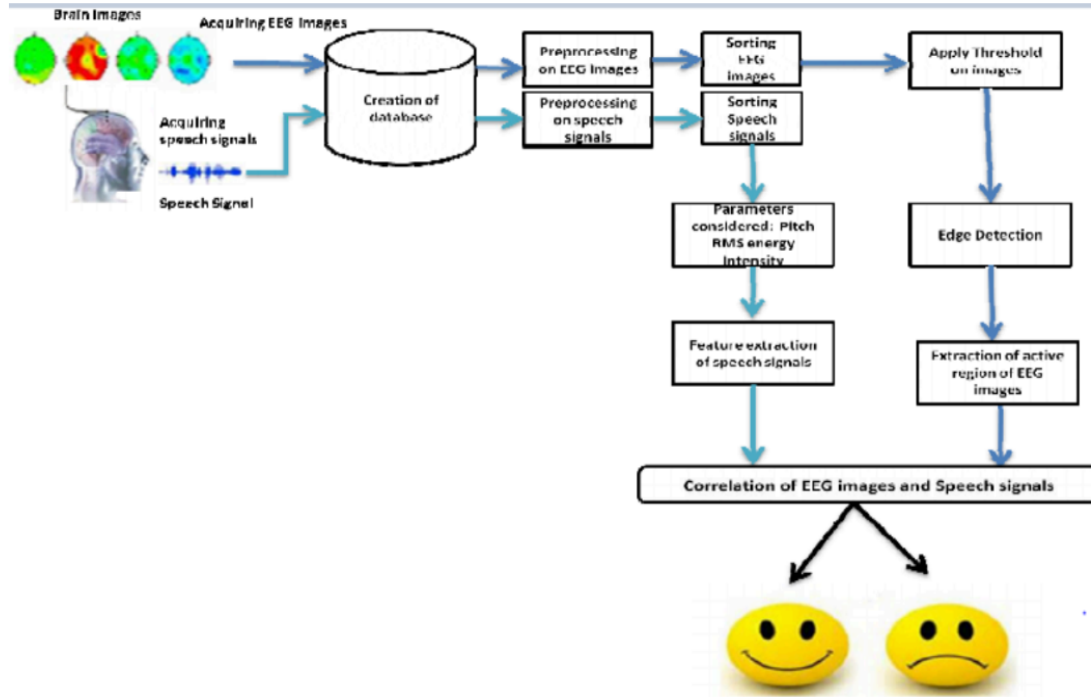 Brain Images
Acquiring EEG Images
Acquiring
speech signals
Speech Signal
Creation of
database
Preprocessing
on EEG Images
Sorting
EEG
images
Apply Threshold
on images
Preprocessing
on speech
signals
Sorting
Speech
signals
Parameters
considered: Pitch
RMS energy
Intensity
Edge Detection
Feature extraction
of speech signals
Extraction of active
region of EEG
images
Correlation of EEG images and Speech signals